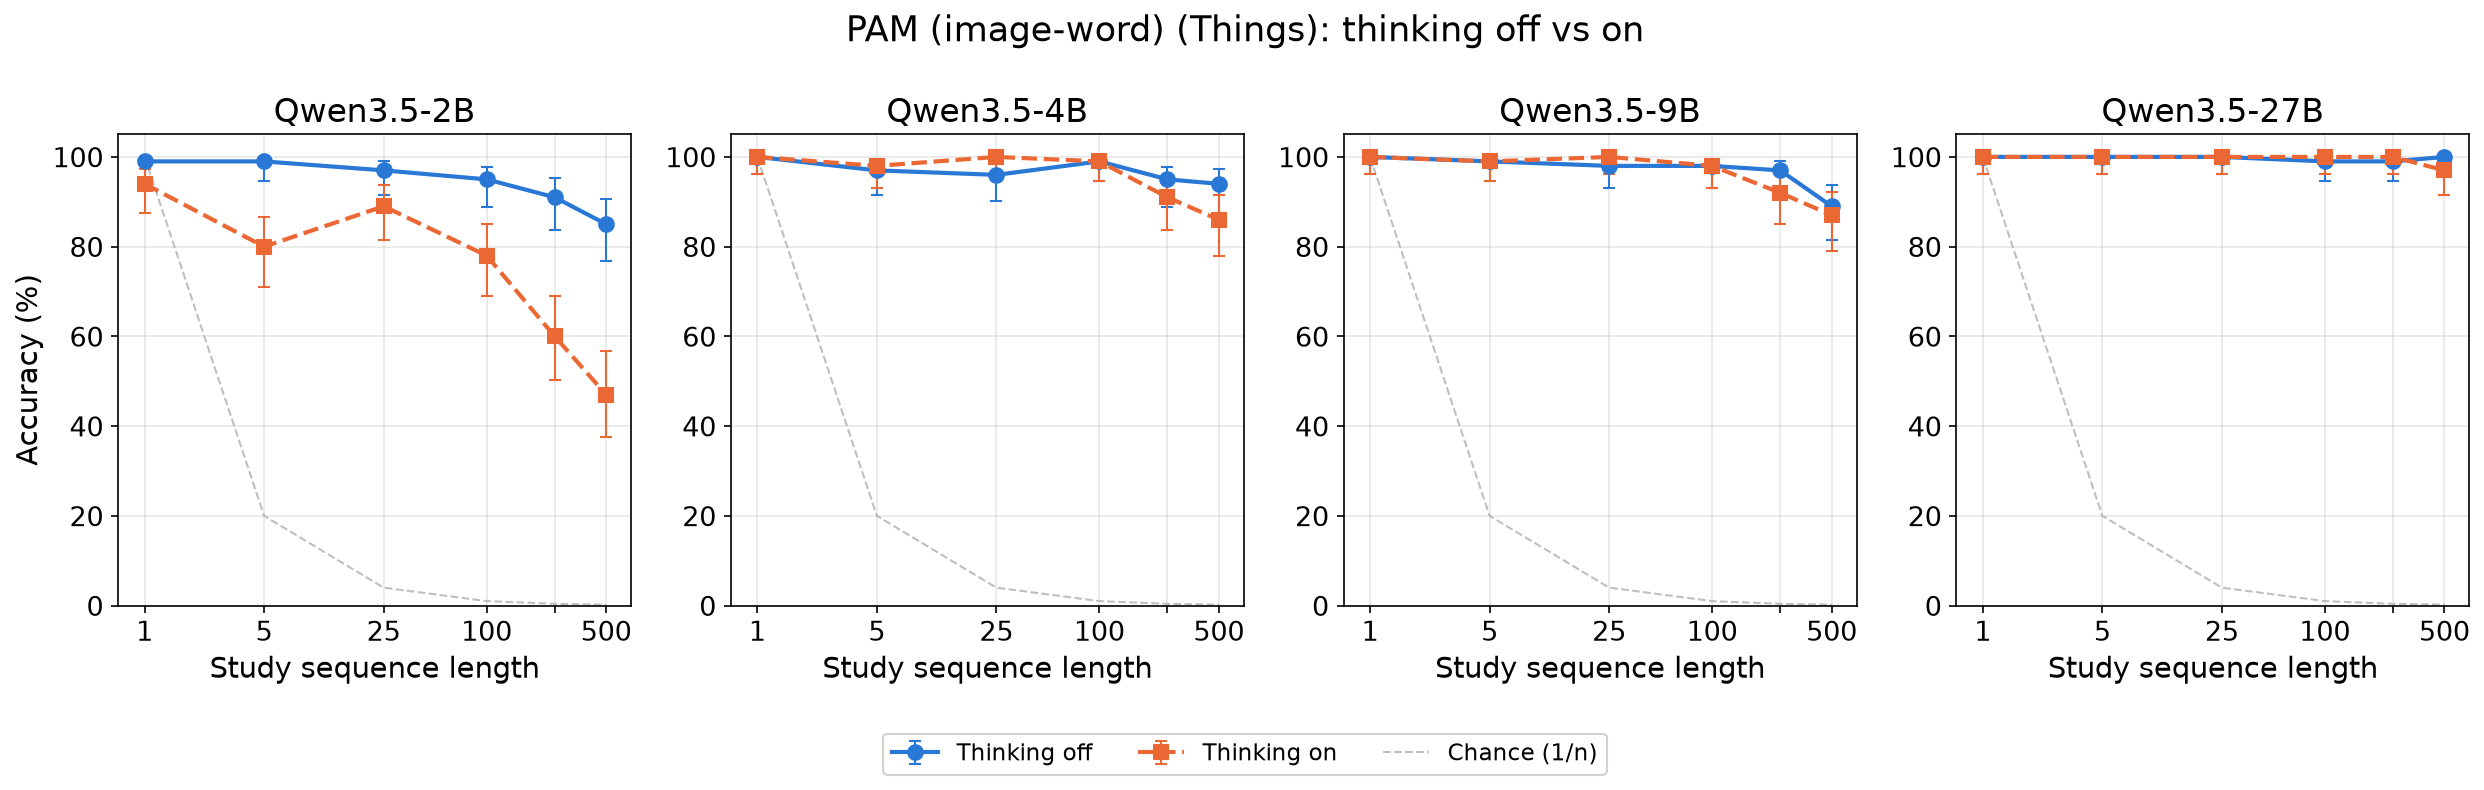 PAM (image-word) (Things): thinking off vs on
Qwen3.5-2B
Qwen3.5-4B
Qwen3.5-9B
Qwen3.5-27B
Accuracy (%)
100
80
60
40
20
0
1 5 25 100 500
Study sequence length
100
80
60
40
20
0
1 5 25 100 500
Study sequence length
100
80
60
40
20
0
1 5 25 100 500
Study sequence length
100
80
60
40
20
0
1 5 25 100 500
Study sequence length
Thinking off
Thinking on
Chance (1/n)